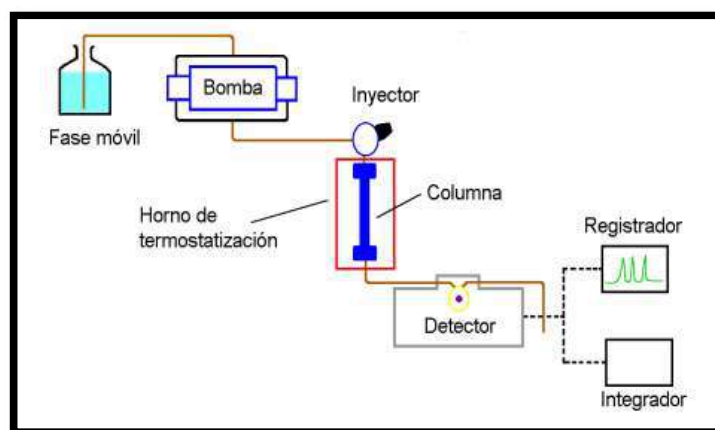 Bomba
Inyector
Fase móvil
Columna
Horno de
termostatización
Registrador
Detector
Integrador